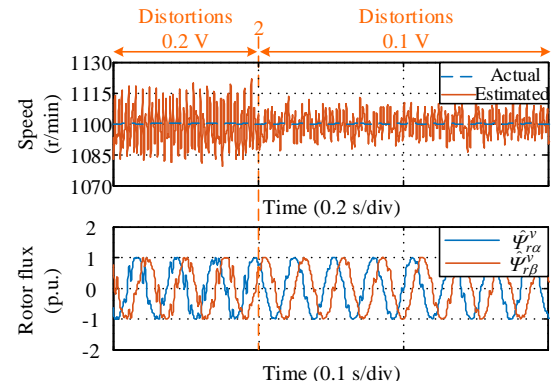 Distortions 2 Distortions
0.2 V 0.1 V
1130
1115
1100
1085
1070
Speed
(r/min)
Actual
Estimated
Time (0.2 s/div)
2
1
0
-1
-2
Rotor flux
(p.u.)
Ψ̂ᵛrα
Ψ̂ᵛrβ
Time (0.1 s/div)